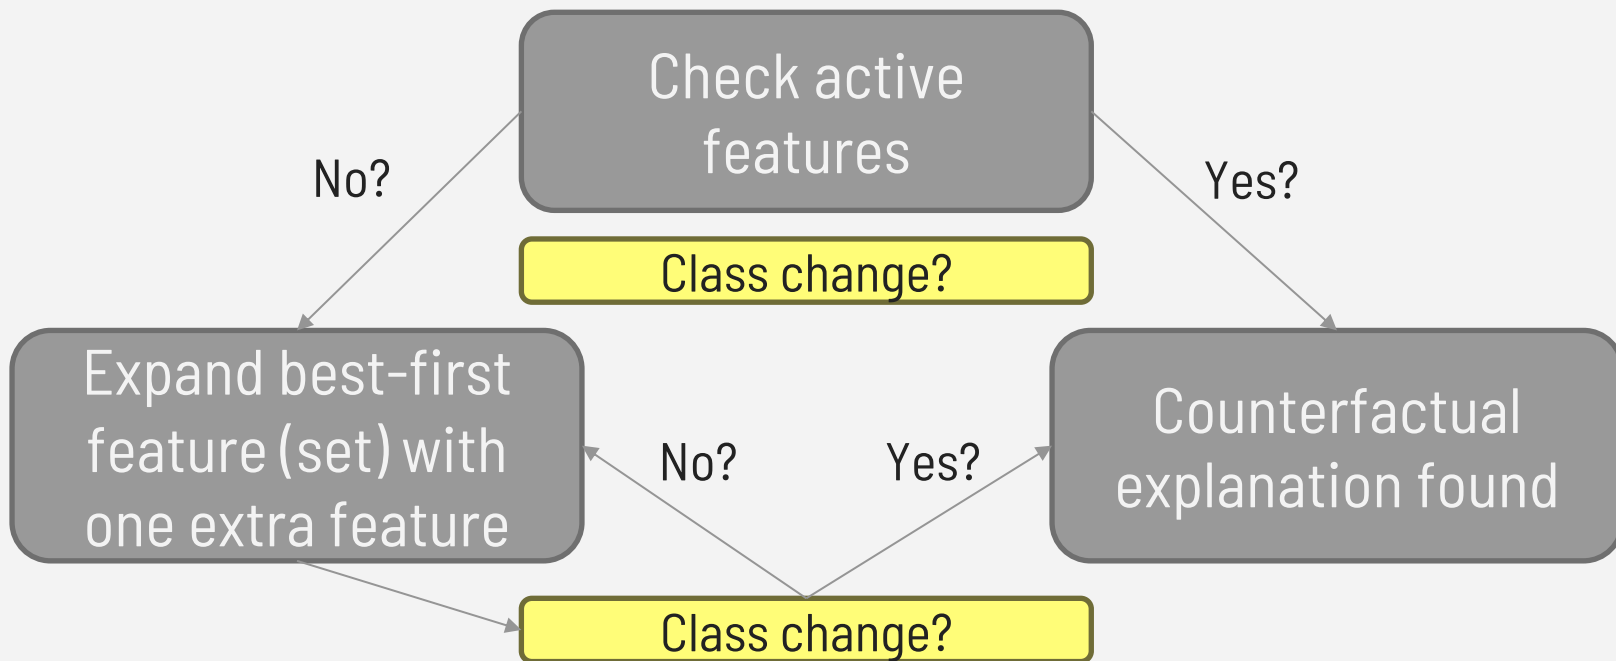 Check active
features
No?
Yes?
Class change?
Expand best-first
feature (set) with
one extra feature
No?
Yes?
Counterfactual
explanation found
Class change?